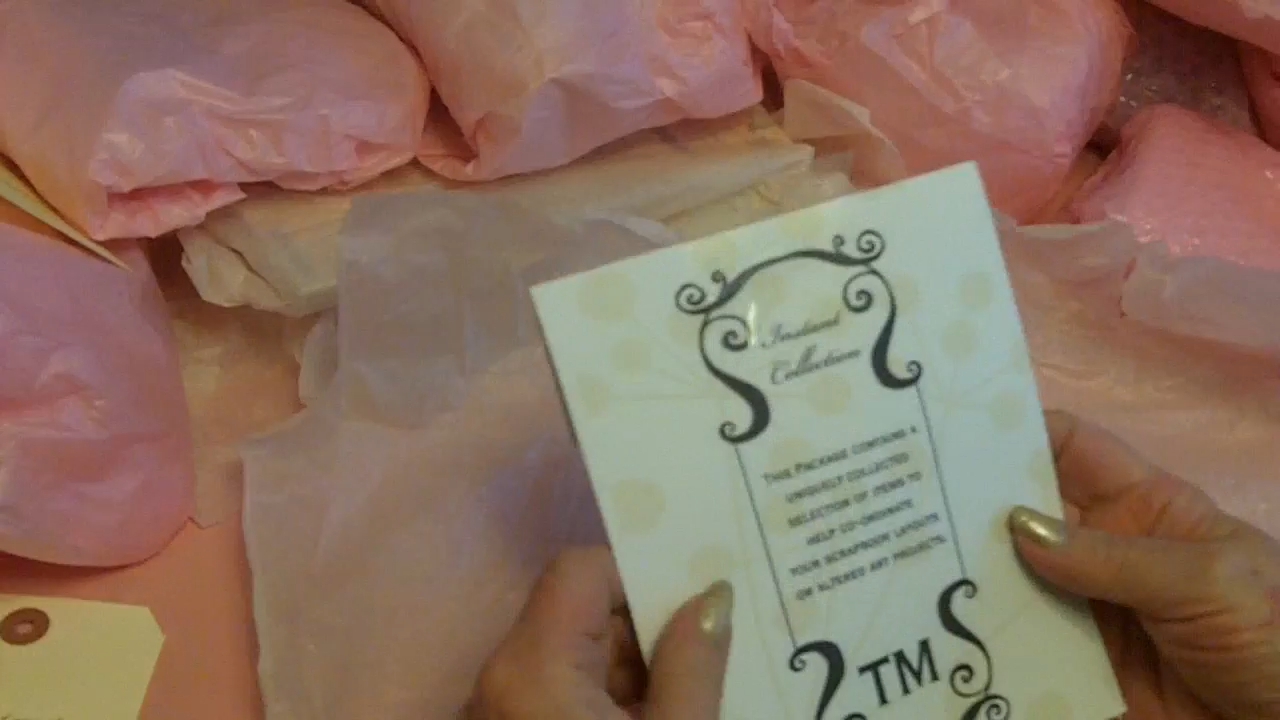 Instant
Collection
THIS PACKAGE CONTAINS A
UNIQUELY COLLECTED
SELECTION OF ITEMS TO
HELP CO-ORDINATE
YOUR SCRAPBOOK LAYOUTS
OR ALTERED ART PROJECTS.
TM